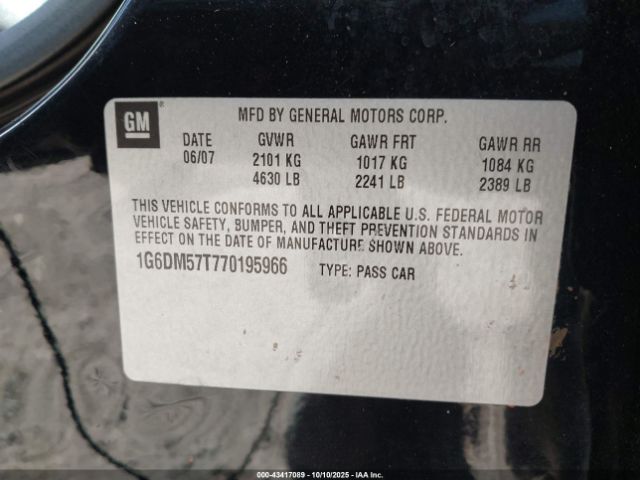 GM®
MFD BY GENERAL MOTORS CORP.
DATE GVWR GAWR FRT GAWR RR
06/07 2101 KG 1017 KG 1084 KG
4630 LB 2241 LB 2389 LB
THIS VEHICLE CONFORMS TO ALL APPLICABLE U.S. FEDERAL MOTOR
VEHICLE SAFETY, BUMPER, AND THEFT PREVENTION STANDARDS IN
EFFECT ON THE DATE OF MANUFACTURE SHOWN ABOVE.
1G6DM57T770195966 TYPE: PASS CAR
00-43417089 - 10/10/2025 - IAAI.com